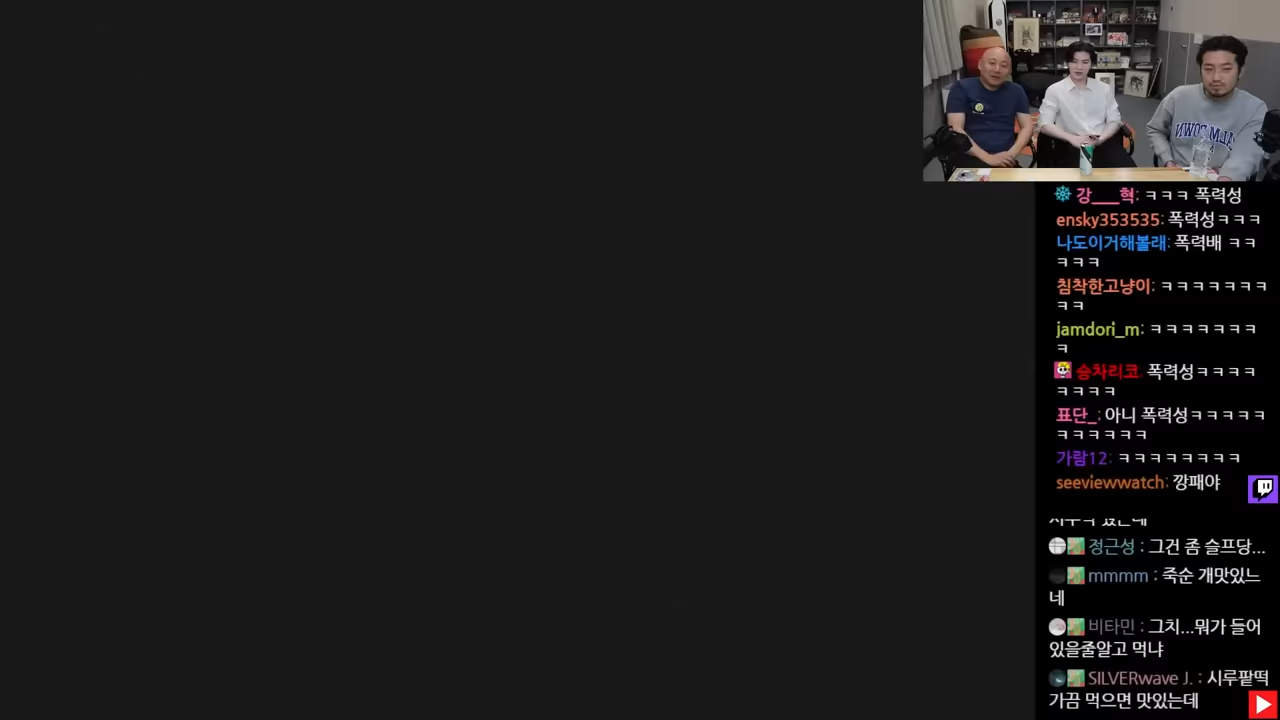 강___혁: ㅋㅋㅋ 폭력성
ensky353535: 폭력성ㅋㅋㅋ
나도이거해볼래: 폭력배 ㅋㅋ
ㅋㅋㅋ
침착한고냥이: ㅋㅋㅋㅋㅋㅋㅋ
ㅋㅋ
jamdori_m: ㅋㅋㅋㅋㅋㅋㅋ
ㅋ
승차리코: 폭력성ㅋㅋㅋㅋ
ㅋㅋㅋㅋ
표단_: 아니 폭력성ㅋㅋㅋㅋㅋ
ㅋㅋㅋㅋㅋㅋ
가람12: ㅋㅋㅋㅋㅋㅋㅋㅋ
seeviewwatch: 깡패야
정근성 : 그건 좀 슬프당...
mmmm : 죽순 개맛있느
네
비타민 : 그치...뭐가 들어
있을줄알고 먹냐
SILVERwave J. : 시루팥떡
가끔 먹으면 맛있는데